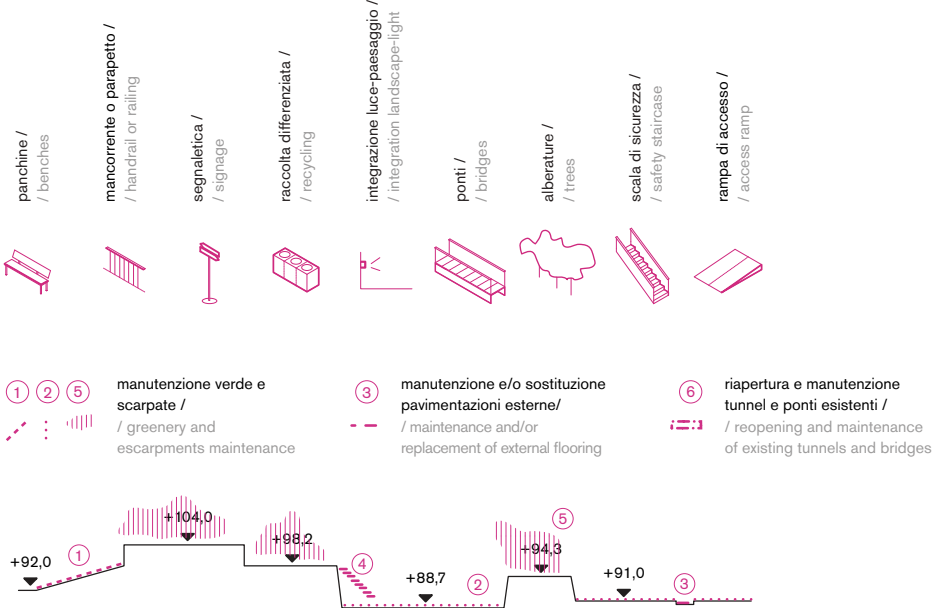 panchine /
/ benches
mancorrente o parapetto /
/ handrail or railing
segnaletica /
/ signage
raccolta differenziata /
/ recycling
integrazione luce-paesaggio /
/ integration landscape-light
ponti /
/ bridges
alberature /
/ trees
scala di sicurezza /
/ safety staircase
rampa di accesso /
/ access ramp
1 2 5
manutenzione verde e
scarpate /
/ greenery and
escarpments maintenance
3
manutenzione e/o sostituzione
pavimentazioni esterne/
/ maintenance and/or
replacement of external flooring
6
riapertura e manutenzione
tunnel e ponti esistenti /
/ reopening and maintenance
of existing tunnels and bridges
+92,0
1
+104,0
+98,2
4
+88,7
2
+94,3
5
+91,0
3